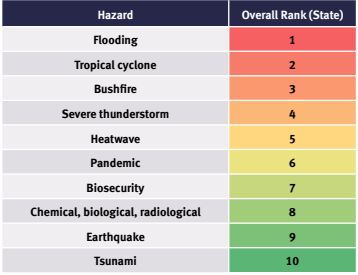 Hazard Overall Rank (State)
Flooding 1
Tropical cyclone 2
Bushfire 3
Severe thunderstorm 4
Heatwave 5
Pandemic 6
Biosecurity 7
Chemical, biological, radiological 8
Earthquake 9
Tsunami 10